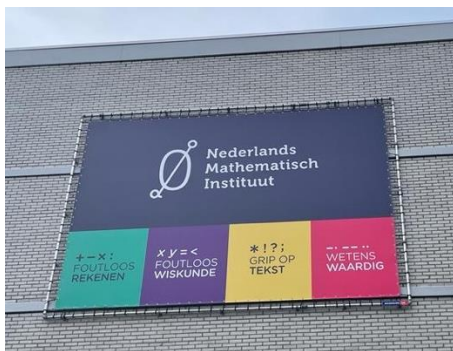 Nederlands
Mathematisch
Instituut
+ − × :
FOUTLOOS
REKENEN
x y = <
FOUTLOOS
WISKUNDE
* ! ? ;
GRIP OP
TEKST
WETENS
WAARDIG